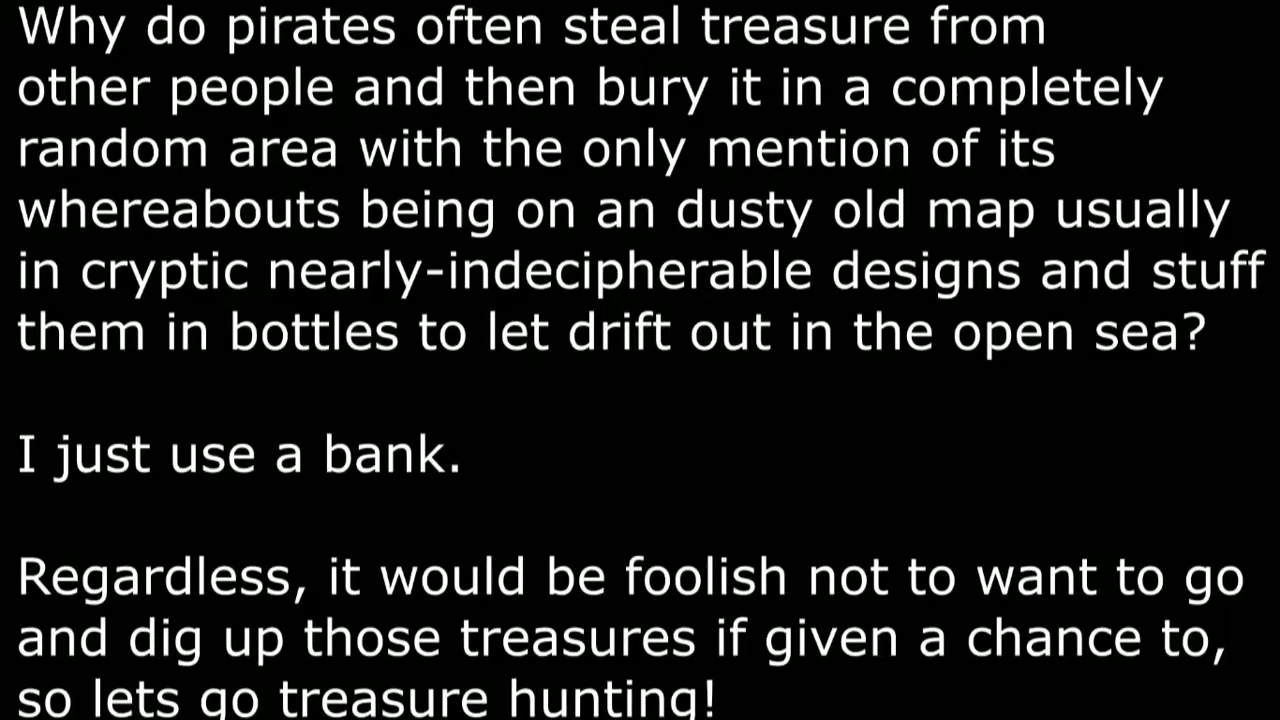 Why do pirates often steal treasure from
other people and then bury it in a completely
random area with the only mention of its
whereabouts being on an dusty old map usually
in cryptic nearly-indecipherable designs and stuff
them in bottles to let drift out in the open sea?
I just use a bank.
Regardless, it would be foolish not to want to go
and dig up those treasures if given a chance to,
so lets go treasure hunting!